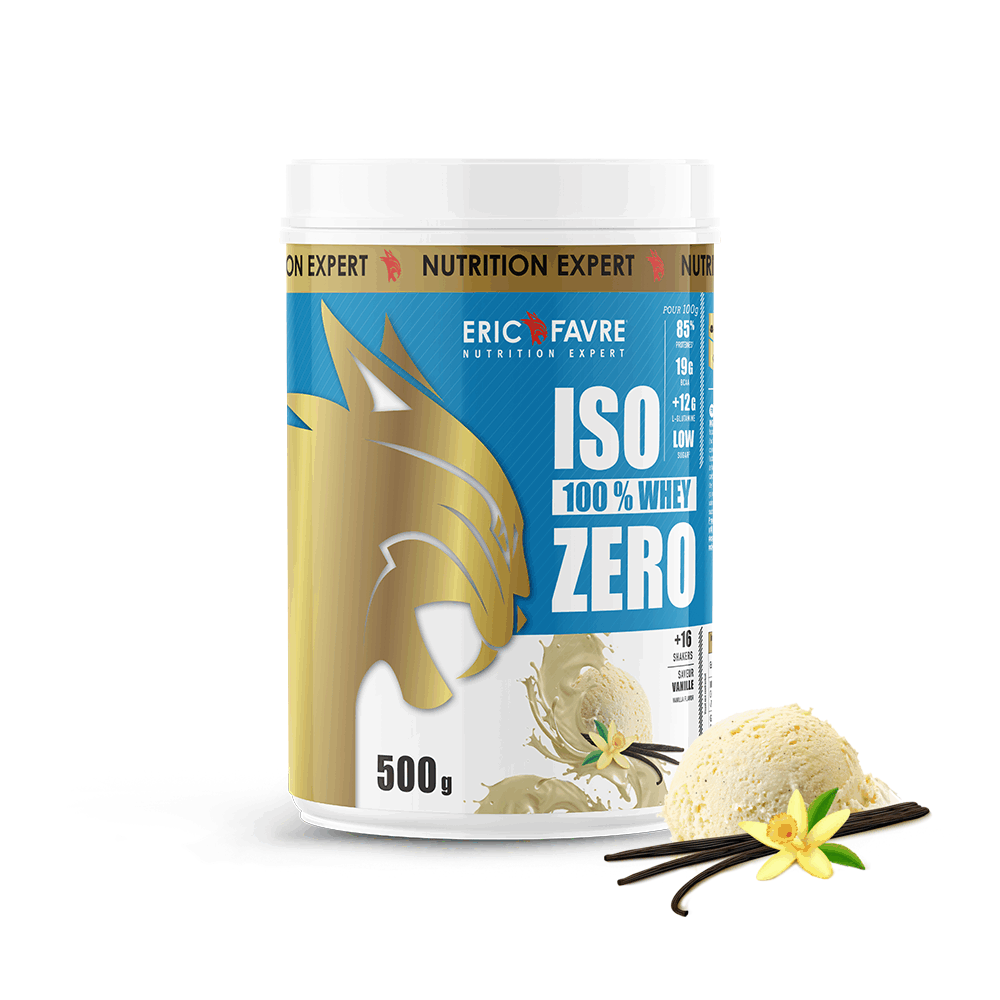 ON EXPERT NUTRITION EXPERT NUTR
ERIC FAVRE
NUTRITION EXPERT
ISO
100 % WHEY
ZERO
POUR 100g
85%
PROTÉINES
19G
BCAA
+12G
L-GLUTAMINE
LOW
SUGAR
+16
SHAKERS
SAVEUR
VANILLE
VANILLA FLAVOR
500g